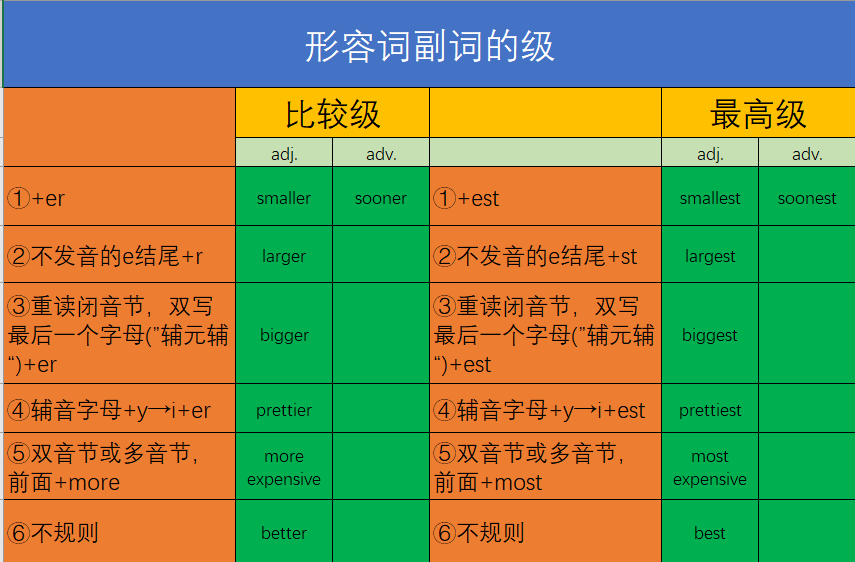 形容词副词的级
比较级
最高级
adj.
adv.
adj.
adv.
①+er
smaller
sooner
①+est
smallest
soonest
②不发音的e结尾+r
larger
②不发音的e结尾+st
largest
③重读闭音节，双写
最后一个字母(”辅元辅
“)+er
bigger
③重读闭音节，双写
最后一个字母(”辅元辅
“)+est
biggest
④辅音字母+y→i+er
prettier
④辅音字母+y→i+est
prettiest
⑤双音节或多音节，
前面+more
more
expensive
⑤双音节或多音节，
前面+most
most
expensive
⑥不规则
better
⑥不规则
best